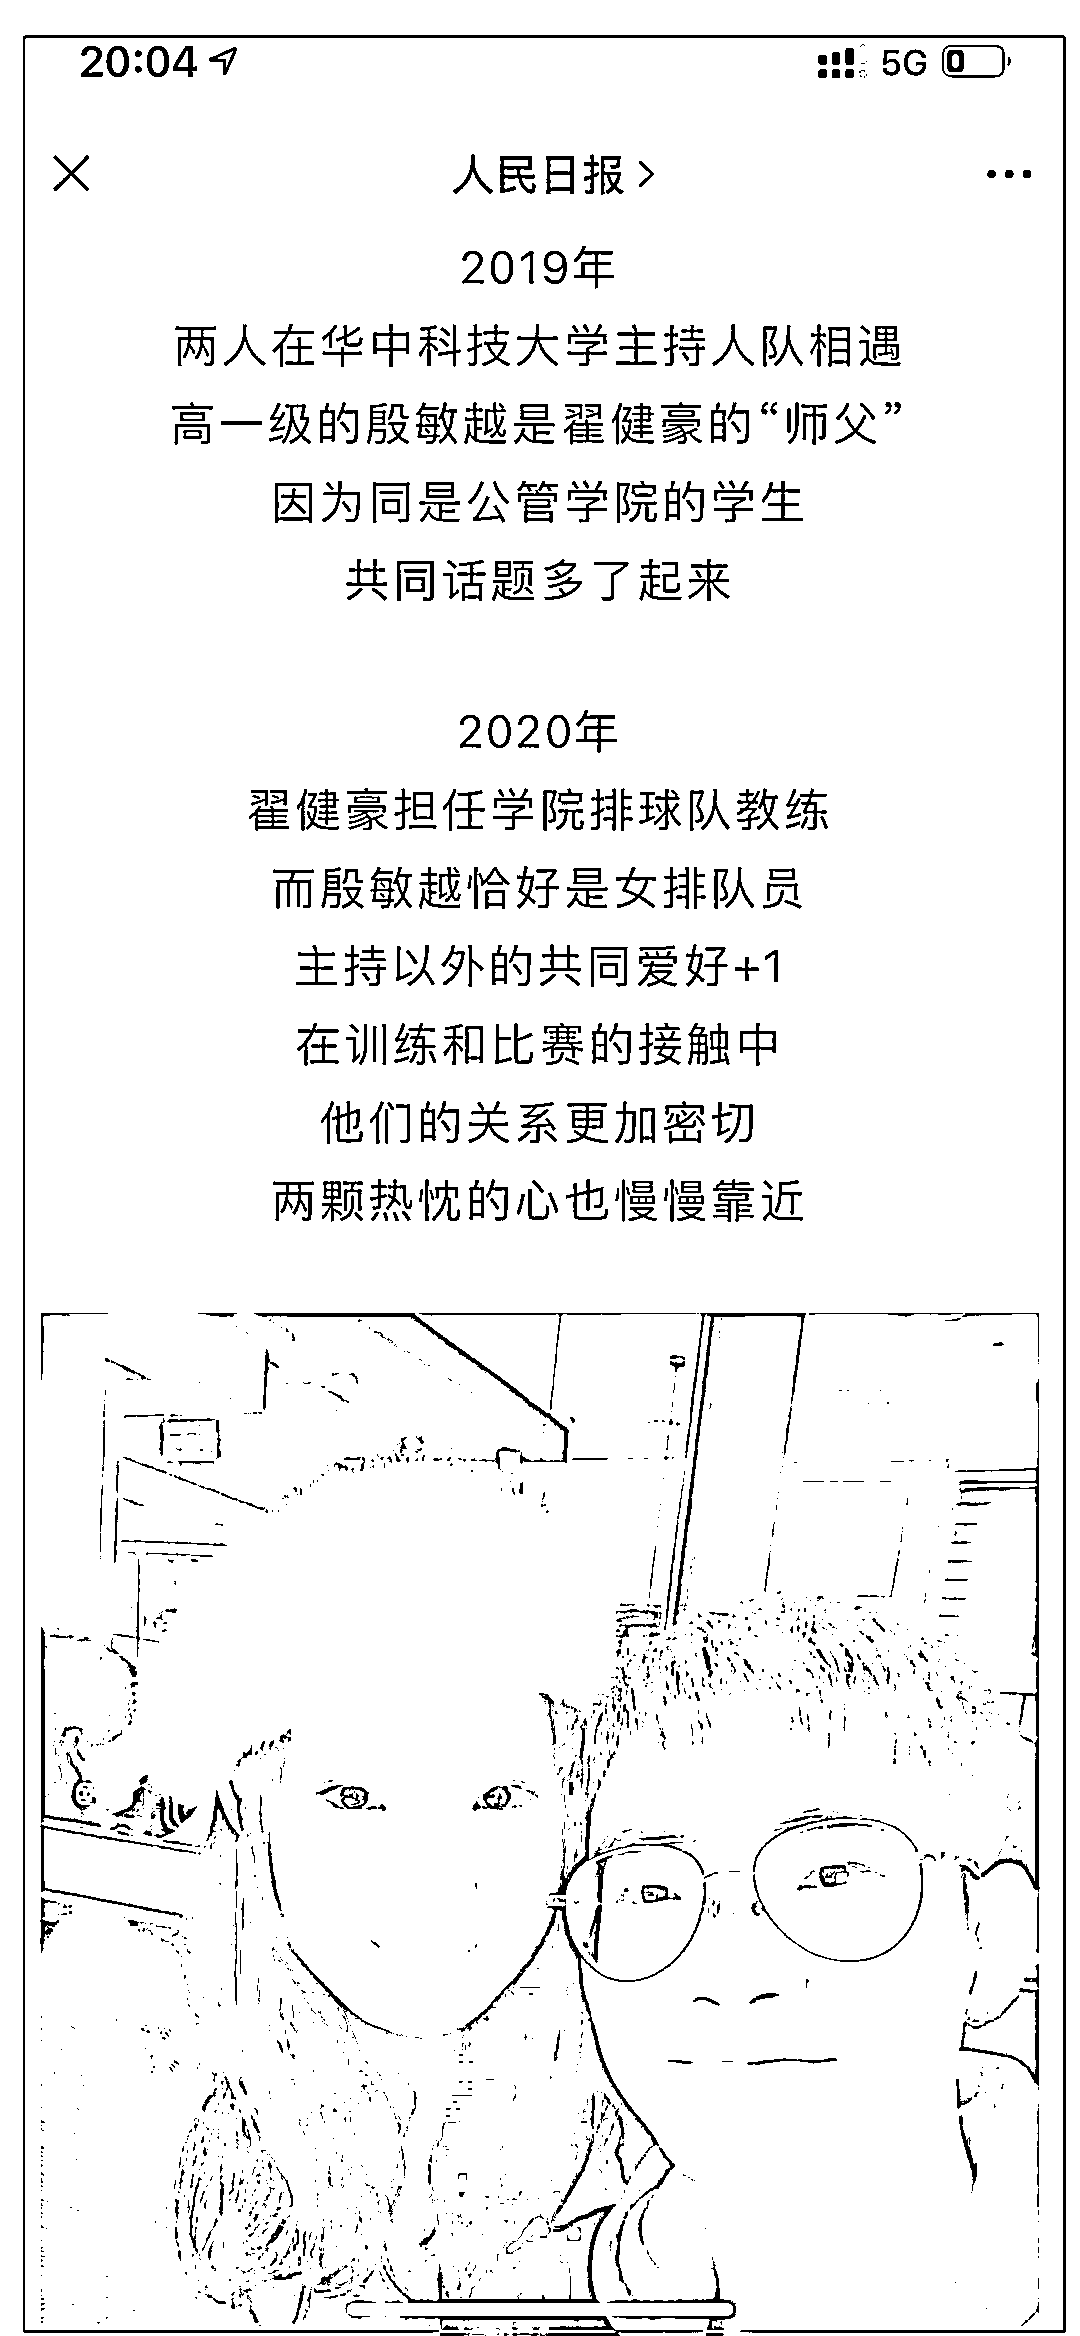 20:04
5G
人民日报
2019年
两人在华中科技大学主持人队相遇
高一级的殷敏越是翟健豪的“师父”
因为同是公管学院的学生
共同话题多了起来
2020年
翟健豪担任学院排球队教练
而殷敏越恰好是女排队员
主持以外的共同爱好+1
在训练和比赛的接触中
他们的关系更加密切
两颗热忱的心也慢慢靠近